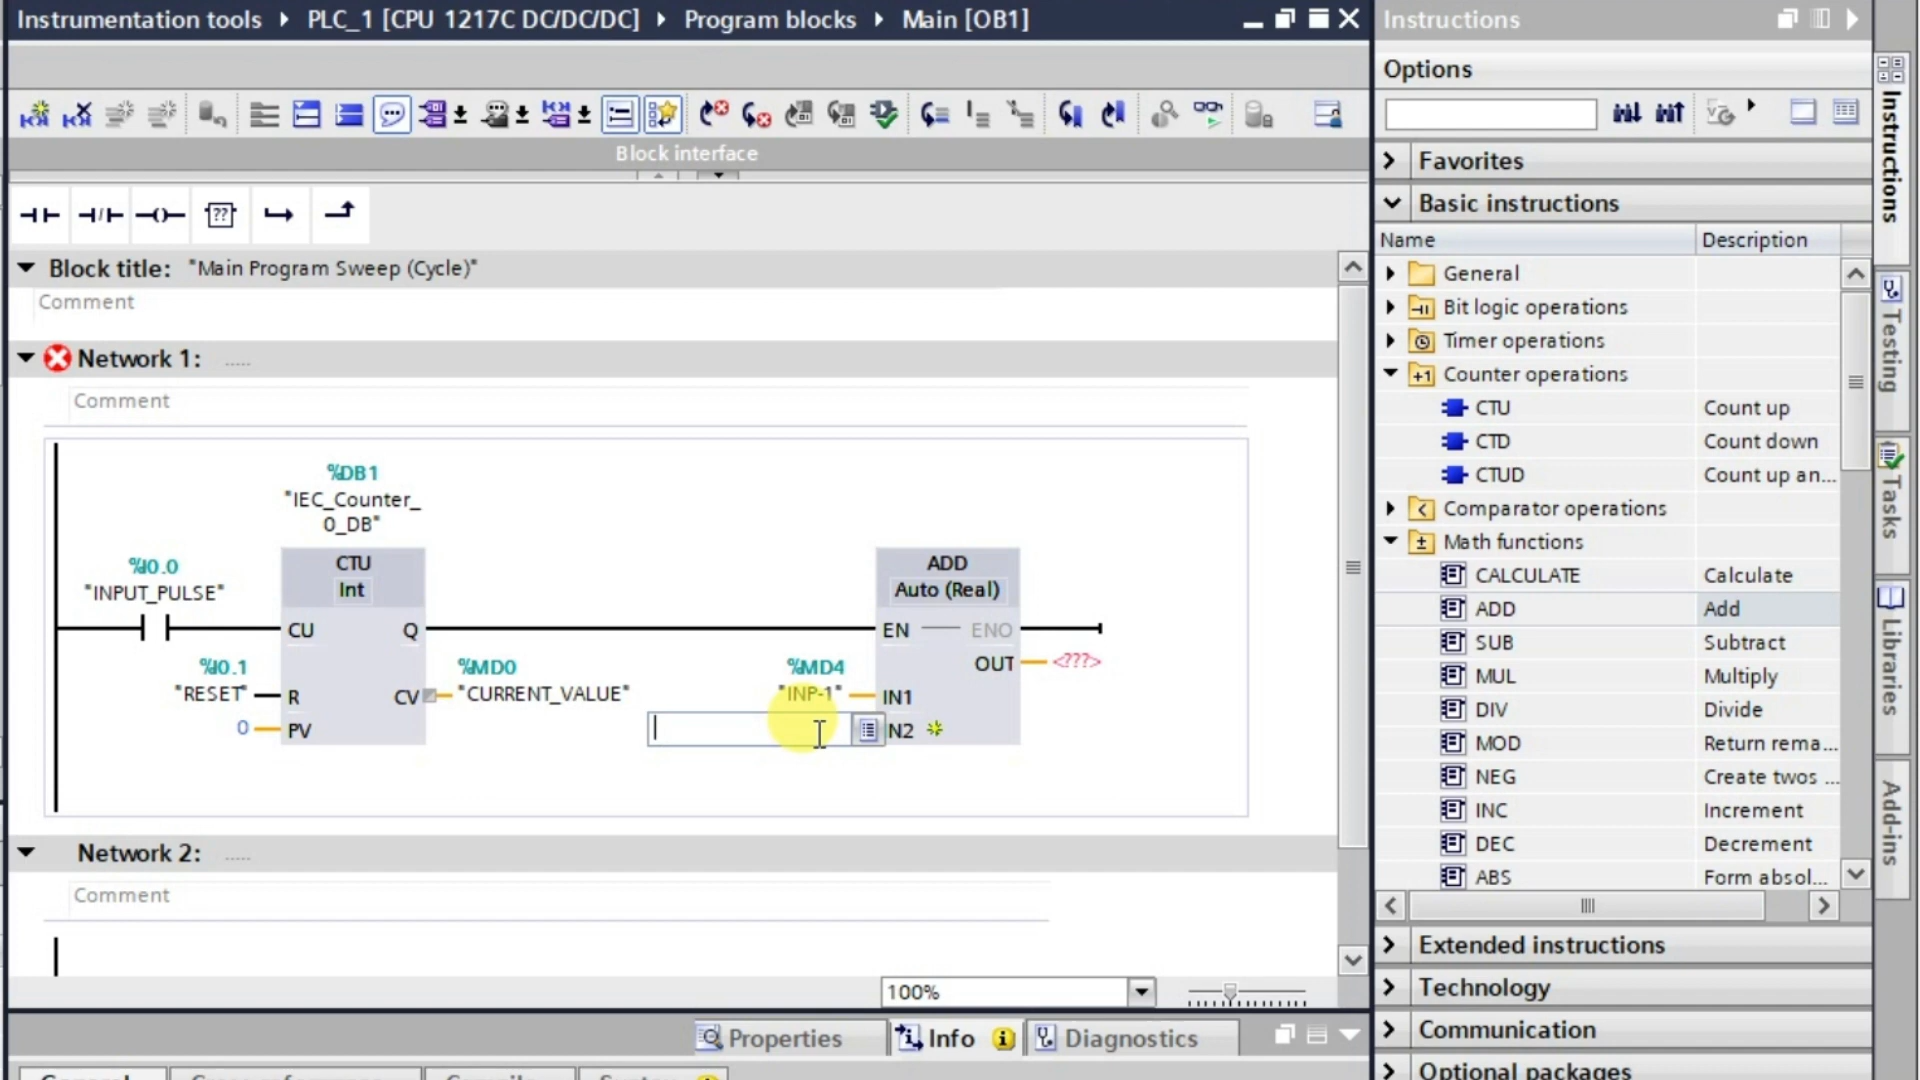 Instrumentation tools ▸ PLC_1 [CPU 1217C DC/DC/DC] ▸ Program blocks ▸ Main [OB1]
Block interface
??
Block title: "Main Program Sweep (Cycle)"
Comment
Network 1: .....
Comment
%DB1
"IEC_Counter_
0_DB"
%I0.0
"INPUT_PULSE"
CTU
Int
CU Q
%I0.1
"RESET"
R CV
0
PV
%MD0
"CURRENT_VALUE"
ADD
Auto (Real)
EN ENO
OUT <???>
%MD4
"INP-1"
IN1
N2
Network 2: .....
Comment
100%
Properties
Info
Diagnostics
General
Instructions
Options
Favorites
Basic instructions
Name Description
General
Bit logic operations
Timer operations
Counter operations
CTU Count up
CTD Count down
CTUD Count up an...
Comparator operations
Math functions
CALCULATE Calculate
ADD Add
SUB Subtract
MUL Multiply
DIV Divide
MOD Return rema...
NEG Create twos ...
INC Increment
DEC Decrement
ABS Form absol...
Extended instructions
Technology
Communication
Optional packages
Instructions
Testing
Tasks
Libraries
Add-ins